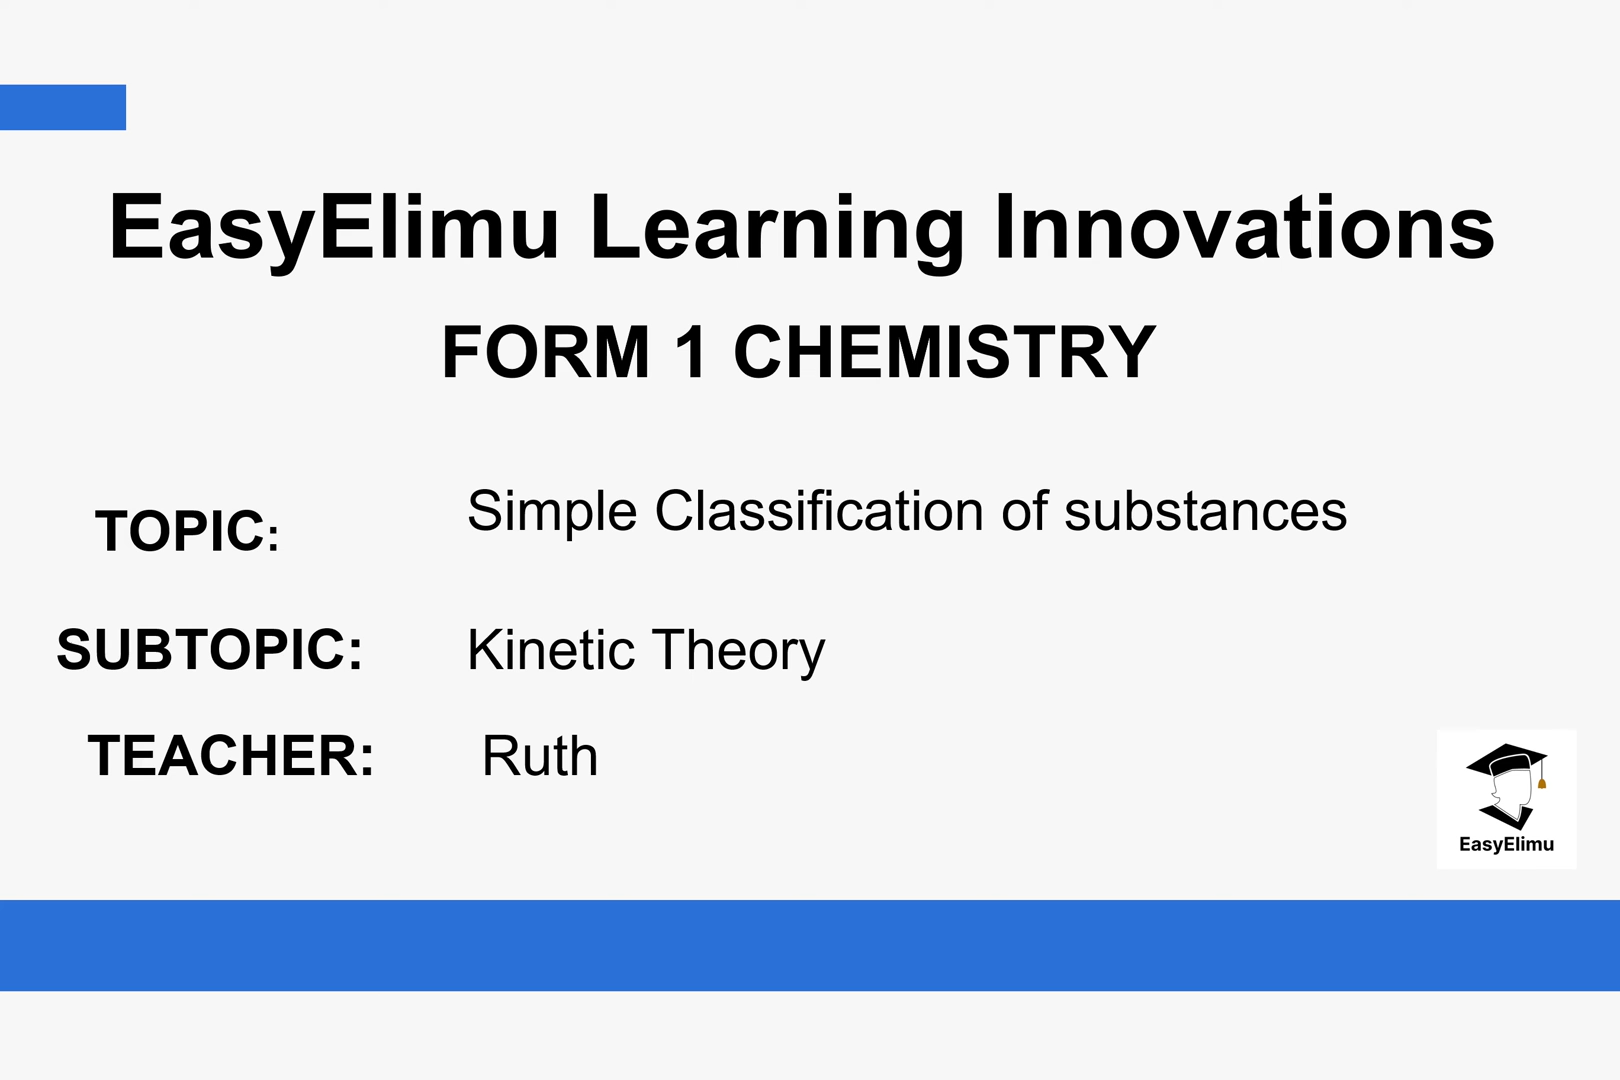 EasyElimu Learning Innovations
FORM 1 CHEMISTRY
TOPIC: Simple Classification of substances
SUBTOPIC: Kinetic Theory
TEACHER: Ruth
EasyElimu